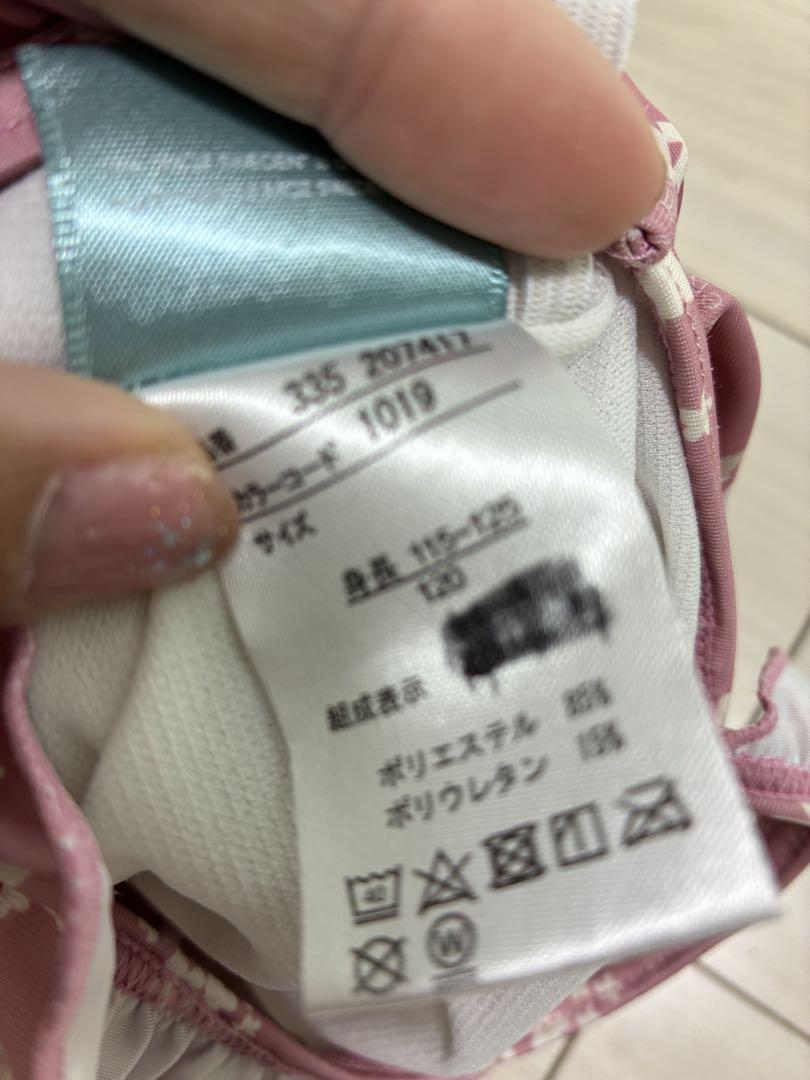 335 207417
カラーコード 1019
サイズ
身長 115-125
120
組成表示
ポリエステル 85%
ポリウレタン 15%
40
W